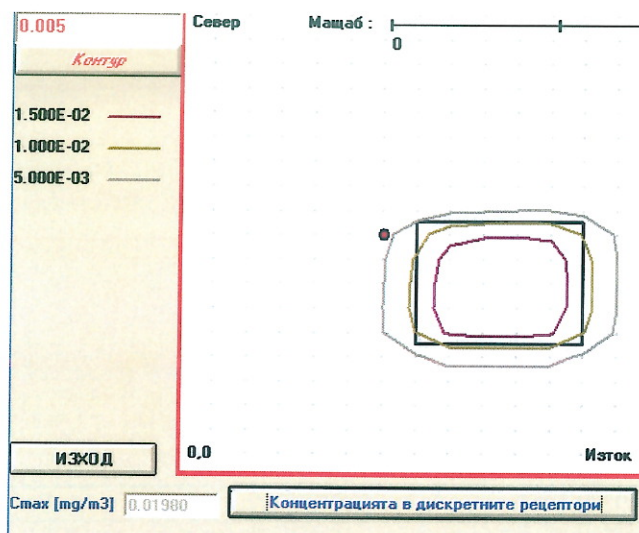 0.005
Север
Мащаб :
0
Контур
1.500E-02
1.000E-02
5.000E-03
ИЗХОД
0,0
Изток
Cmax [mg/m3] 0.01980
Концентрацията в дискретните рецептори